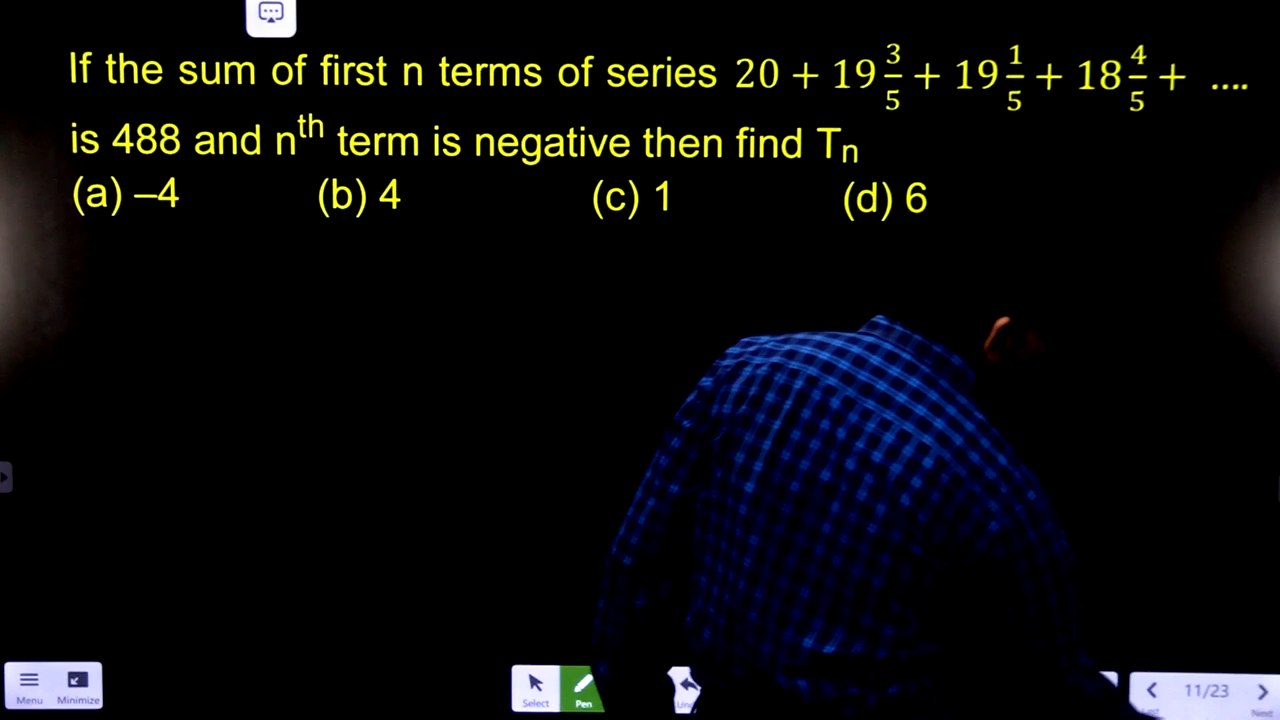 If the sum of first n terms of series 20 + 19 3/5 + 19 1/5 + 18 4/5 + ....
is 488 and nth term is negative then find Tn
(a) –4 (b) 4 (c) 1 (d) 6
Menu Minimize Select Pen 11/23 Next